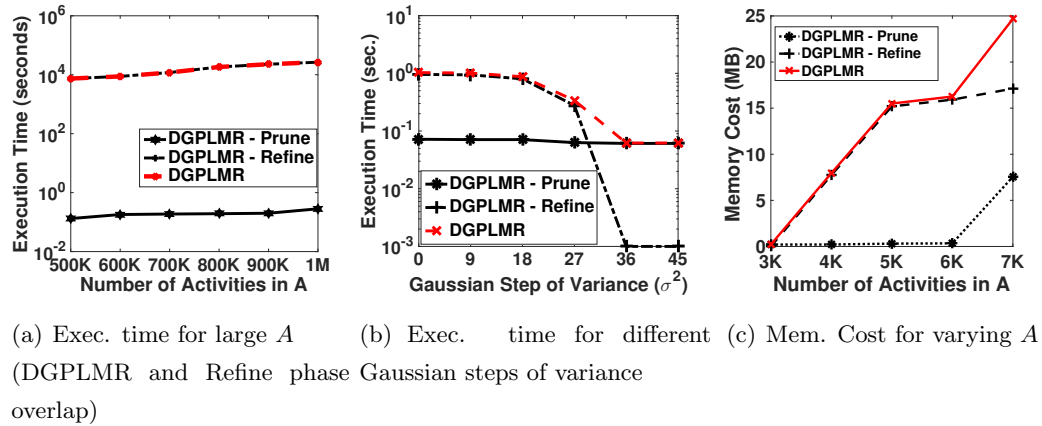 10^6
10^4
10^2
10^0
10^-2
Execution Time (seconds)
DGPLMR - Prune
DGPLMR - Refine
DGPLMR
500K 600K 700K 800K 900K 1M
Number of Activities in A
10^1
10^0
10^-1
10^-2
10^-3
Execution Time (sec.)
DGPLMR - Prune
DGPLMR - Refine
DGPLMR
0 9 18 27 36 45
Gaussian Step of Variance (σ^2)
25
20
15
10
5
0
Memory Cost (MB)
DGPLMR - Prune
DGPLMR - Refine
DGPLMR
3K 4K 5K 6K 7K
Number of Activities in A
(a) Exec. time for large A
(DGPLMR and Refine phase
overlap)
(b) Exec. time for different
Gaussian steps of variance
(c) Mem. Cost for varying A